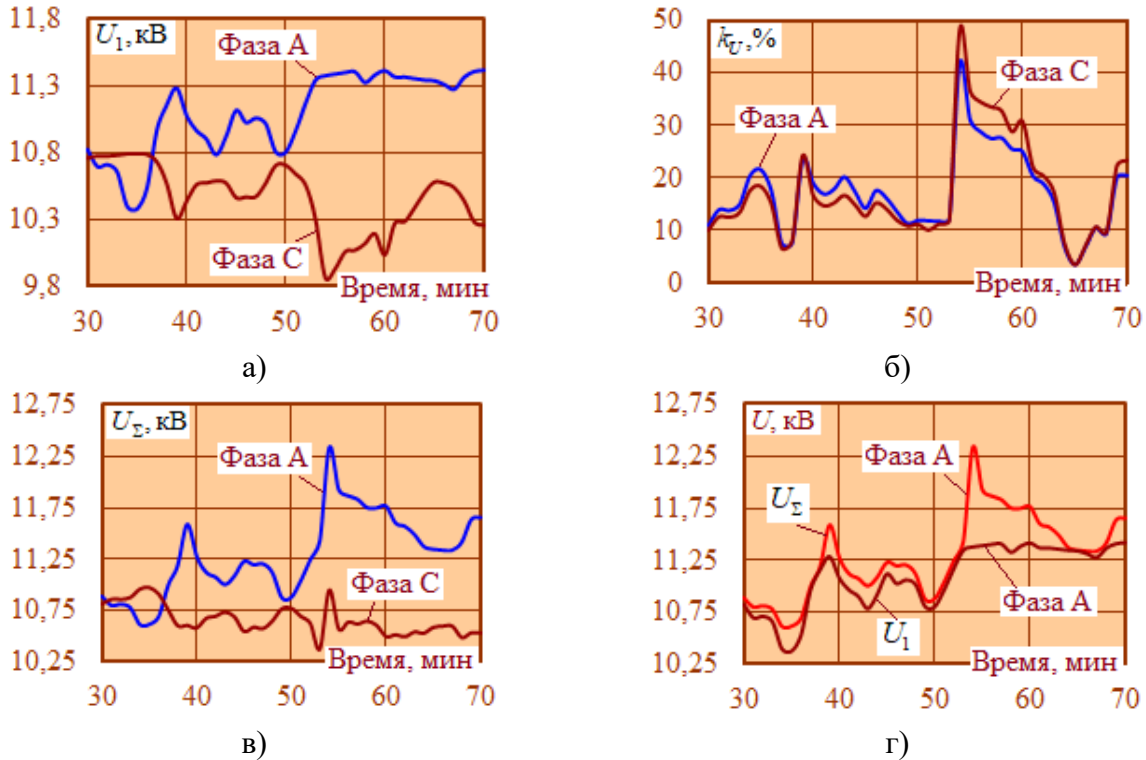 11,8
U₁, кВ
Фаза А
11,3
10,8
10,3
Фаза С
9,8
Время, мин
30 40 50 60 70
а)
50
k_U, %
Фаза С
40
30
Фаза А
20
10
0
Время, мин
30 40 50 60 70
б)
12,75
U_Σ, кВ
12,25
Фаза А
11,75
11,25
Фаза С
10,75
10,25
Время, мин
30 40 50 60 70
в)
12,75
U, кВ
12,25
Фаза А
U_Σ
11,75
11,25
Фаза А
10,75
U₁
10,25
Время, мин
30 40 50 60 70
г)